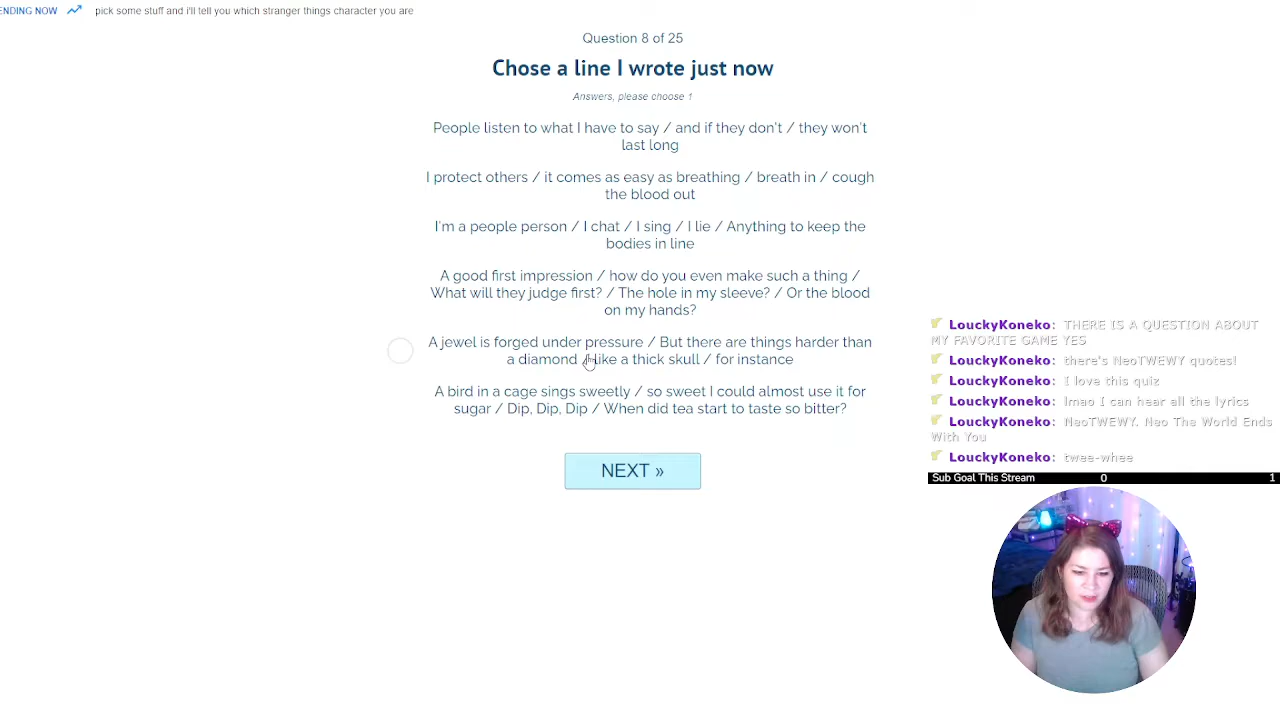 ENDING NOW pick some stuff and i'll tell you which stranger things character you are
Question 8 of 25
Chose a line I wrote just now
Answers, please choose 1
People listen to what I have to say / and if they don't / they won't
last long
I protect others / it comes as easy as breathing / breath in / cough
the blood out
I'm a people person / I chat / I sing / I lie / Anything to keep the
bodies in line
A good first impression / how do you even make such a thing /
What will they judge first? / The hole in my sleeve? / Or the blood
on my hands?
A jewel is forged under pressure / But there are things harder than
a diamond / like a thick skull / for instance
A bird in a cage sings sweetly / so sweet I could almost use it for
sugar / Dip, Dip, Dip / When did tea start to taste so bitter?
NEXT »
LouckyKoneko: THERE IS A QUESTION ABOUT
MY FAVORITE GAME YES
LouckyKoneko: there's NeoTWEWY quotes!
LouckyKoneko: I love this quiz
LouckyKoneko: lmao I can hear all the lyrics
LouckyKoneko: NeoTWEWY. Neo The World Ends
With You
LouckyKoneko: twee-whee
Sub Goal This Stream 0 1